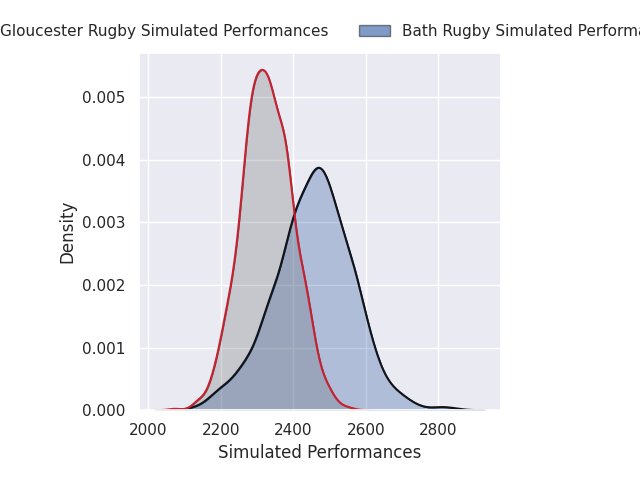 Gloucester Rugby Simulated Performances
Bath Rugby Simulated
0.005
0.004
0.003
0.002
0.001
0.000
Density
2000 2200 2400 2600 2800
Simulated Performances